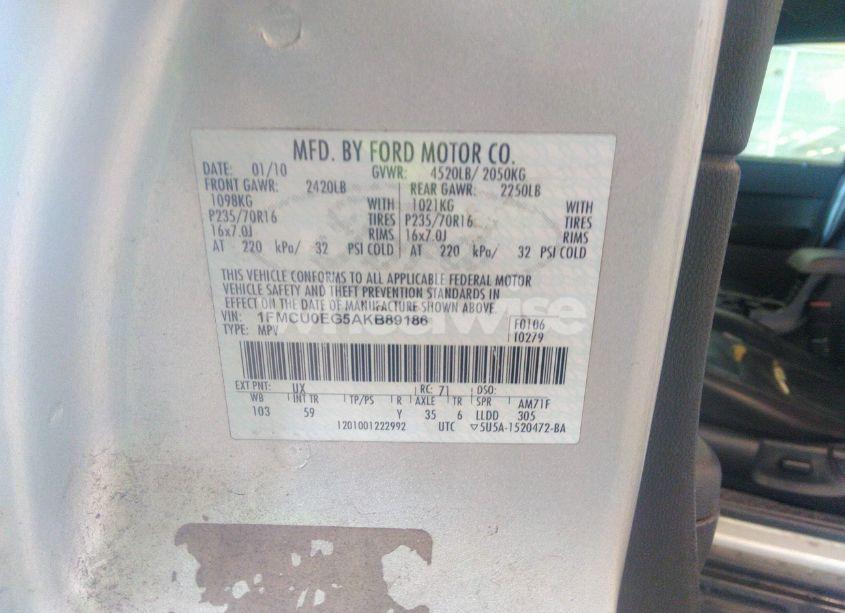 MFD. BY FORD MOTOR CO.
DATE: 01/10 GVWR: 4520LB/ 2050KG
FRONT GAWR: 2420LB REAR GAWR: 2250LB
1098KG WITH 1021KG WITH
P235/70R16 TIRES P235/70R16 TIRES
16x7.0J RIMS 16x7.0J RIMS
AT 220 kPa/ 32 PSI COLD AT 220 kPa/ 32 PSI COLD
THIS VEHICLE CONFORMS TO ALL APPLICABLE FEDERAL MOTOR
VEHICLE SAFETY AND THEFT PREVENTION STANDARDS IN
EFFECT ON THE DATE OF MANUFACTURE SHOWN ABOVE.
VIN: 1FMCU0EG5AKB89186 F0106
TYPE: MPV T0279
EXT PNT: UX RC: 71 DSO:
WB INT TR TP/PS R AXLE TR SPR AM71F
103 59 Y 35 6 LLDD 305
1201001222992 UTC ▽5U5A-1520472-BA